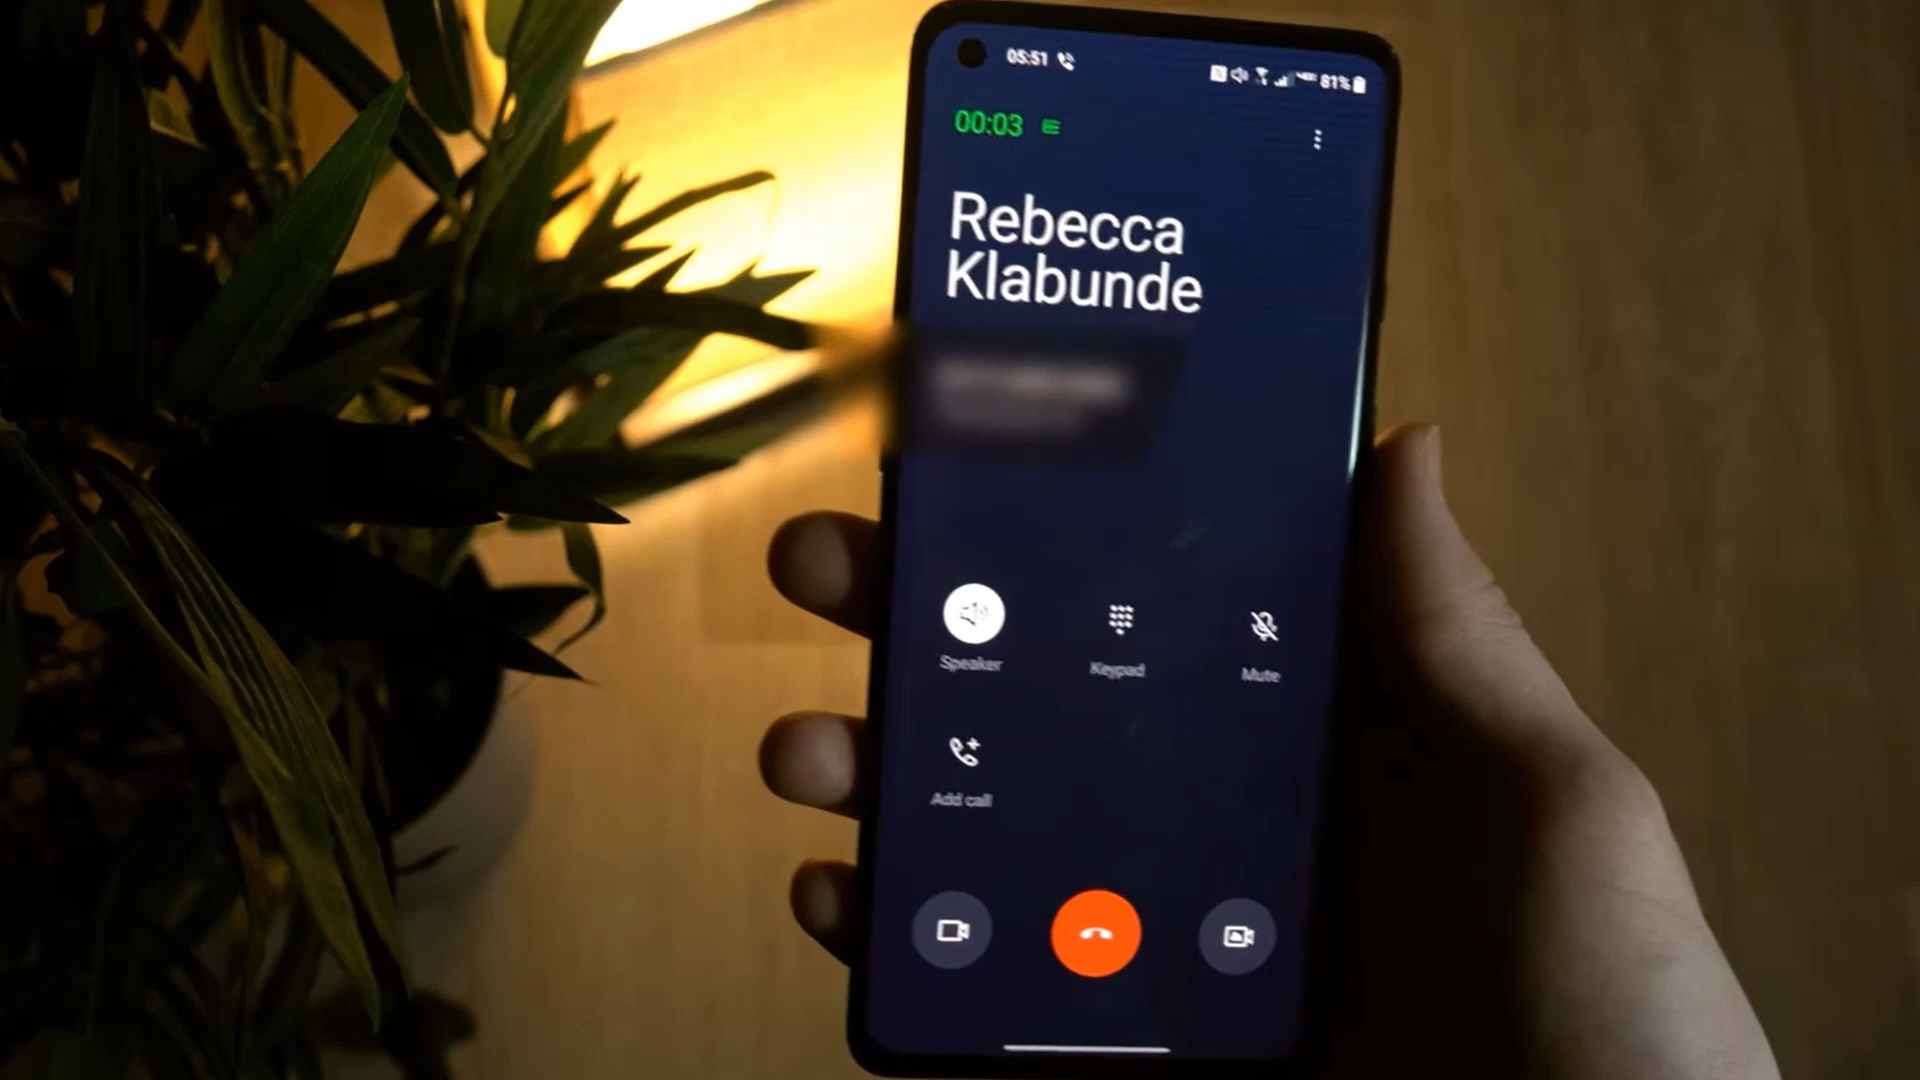 05:51 81%
00:03
Rebecca
Klabunde
Speaker Keypad Mute
Add call